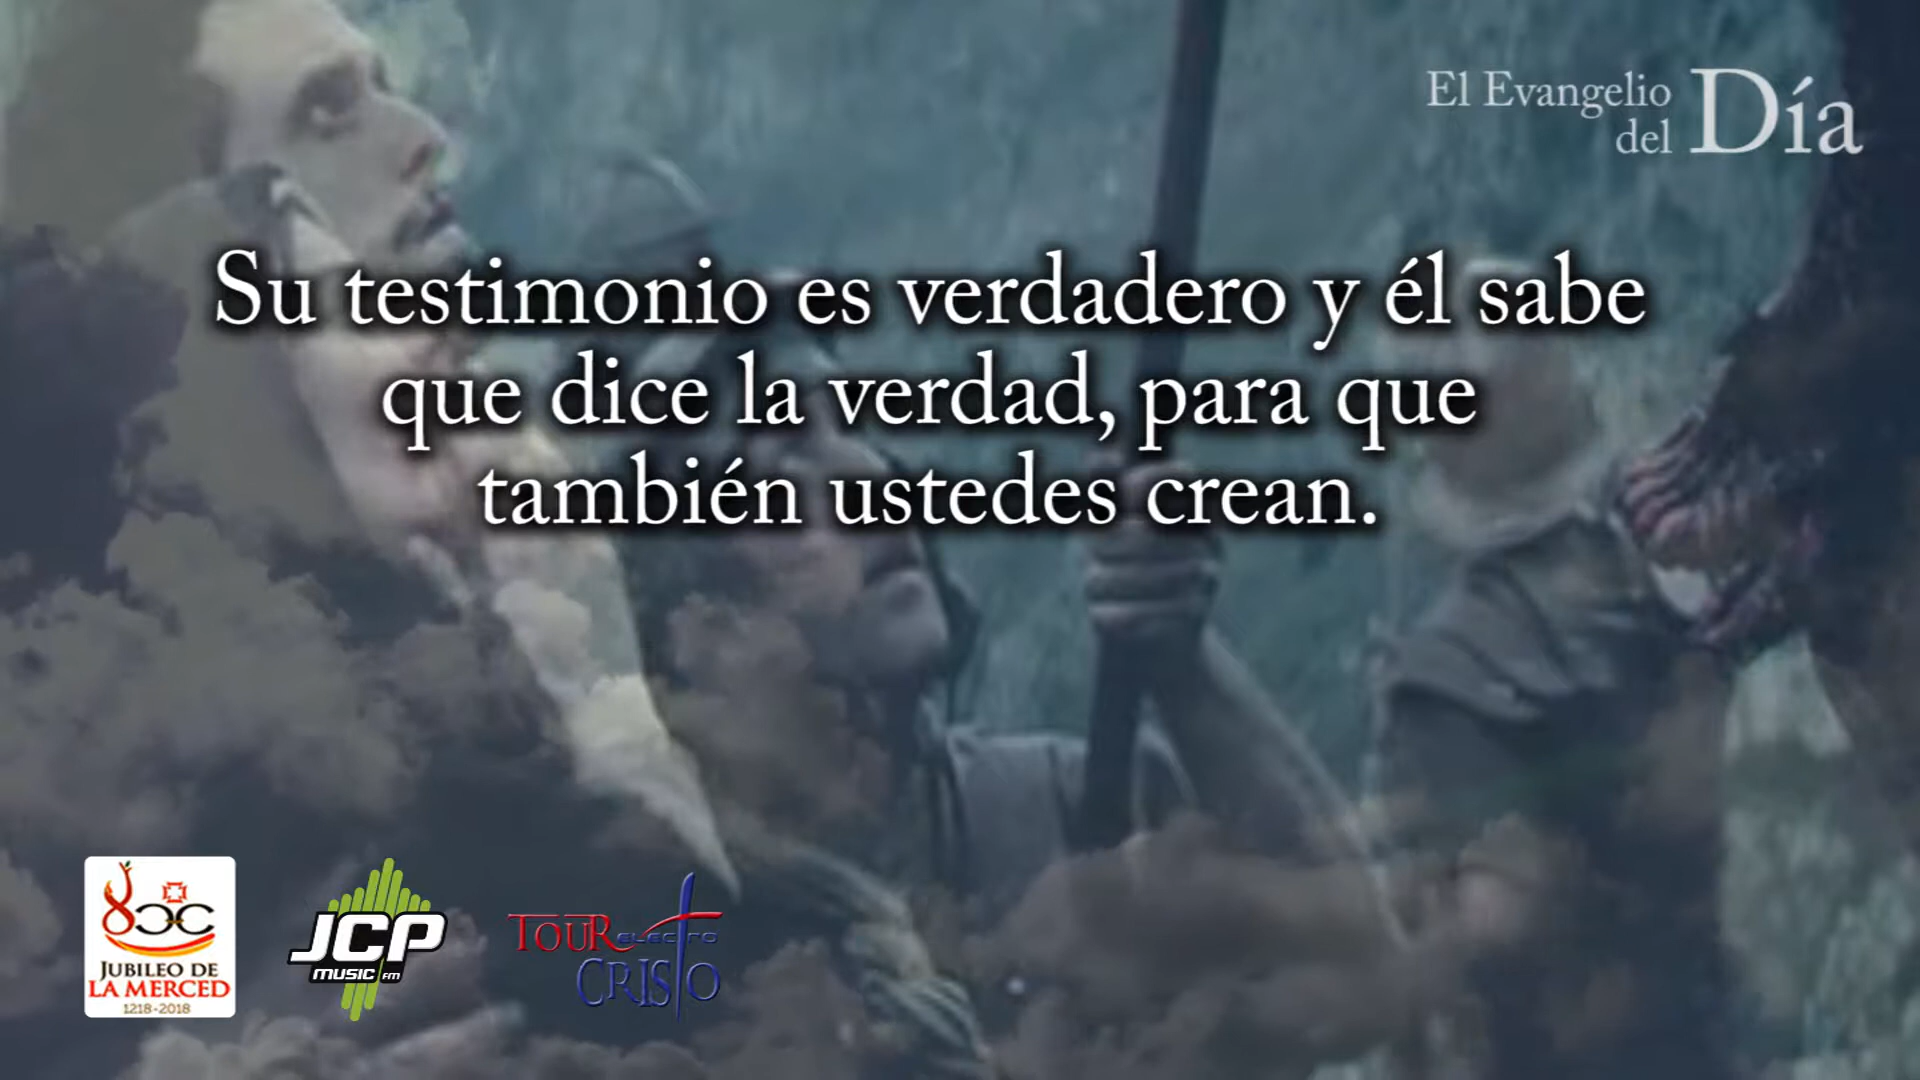 El Evangelio
del Día
Su testimonio es verdadero y él sabe
que dice la verdad, para que
también ustedes crean.
JUBILEO DE
LA MERCED
1218-2018
JCP
MUSIC FM
TOUR
ELECTRO
CRISTO